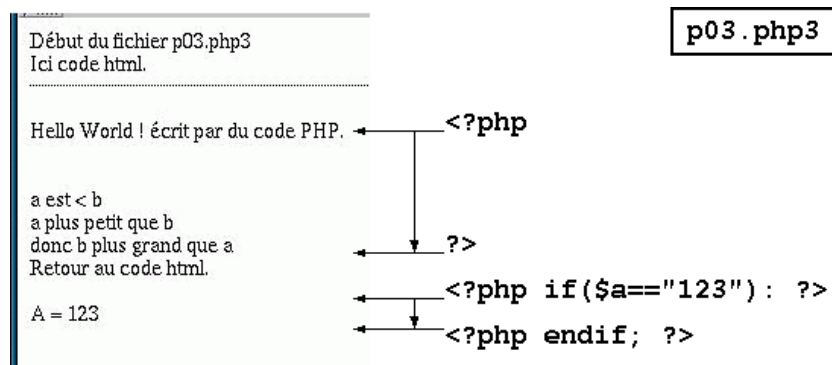 p03.php3
Début du fichier p03.php3
Ici code html.
Hello World ! écrit par du code PHP.
<?php
a est < b
a plus petit que b
donc b plus grand que a
?>
Retour au code html.
<?php if($a=="123"): ?>
A = 123
<?php endif; ?>